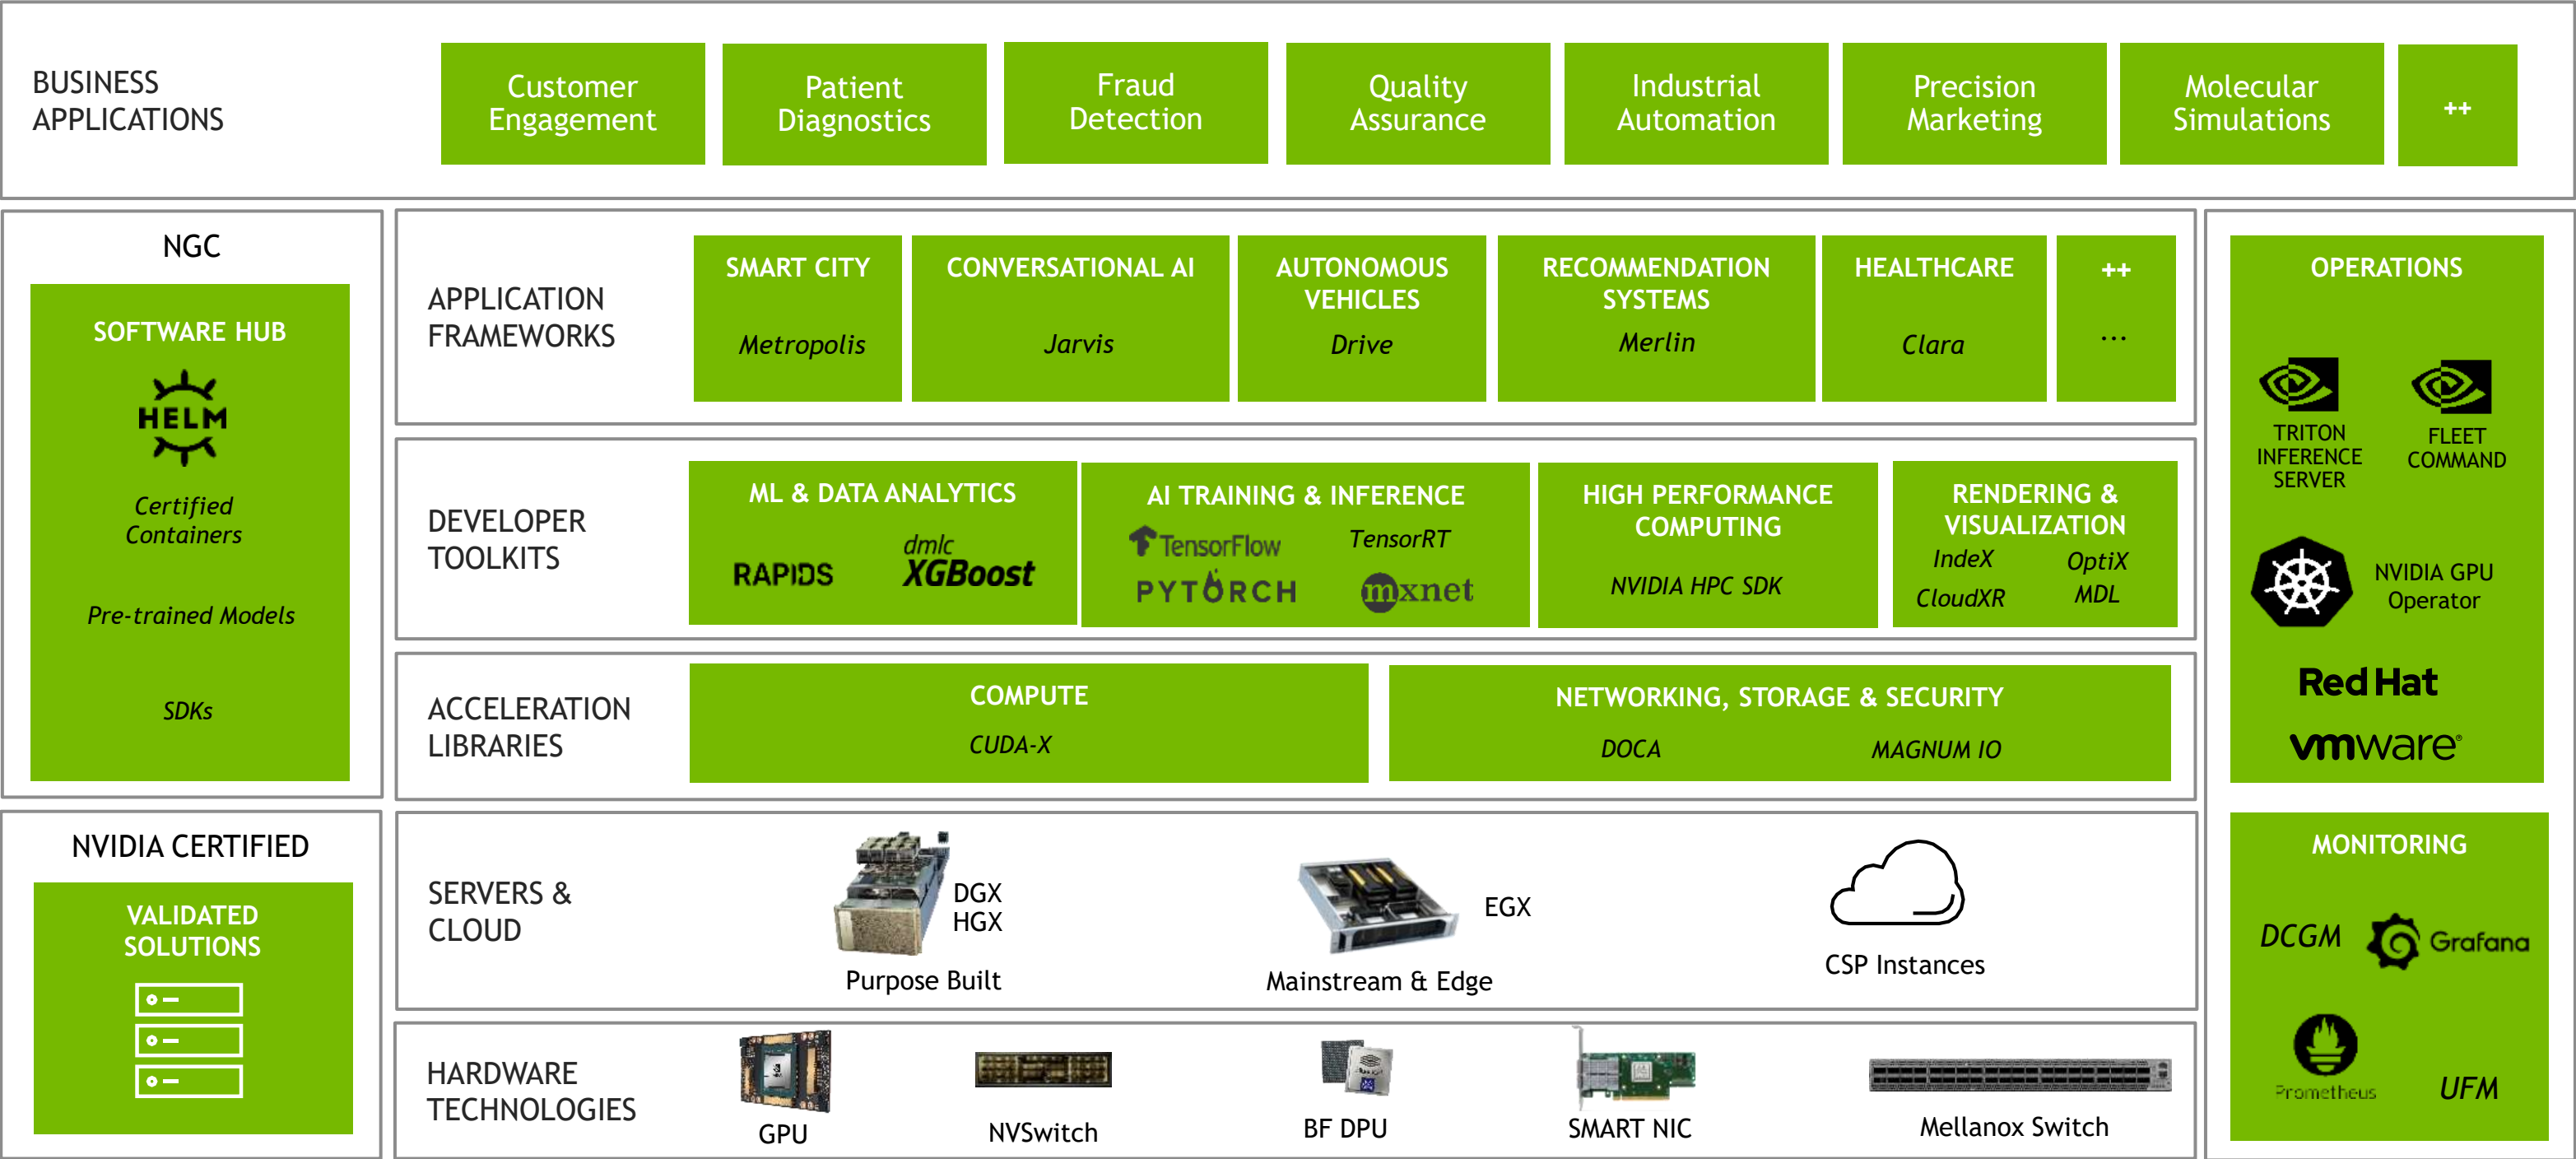 BUSINESS
APPLICATIONS
Customer
Engagement
Patient
Diagnostics
Fraud
Detection
Quality
Assurance
Industrial
Automation
Precision
Marketing
Molecular
Simulations
++
NGC
SOFTWARE HUB
HELM
Certified
Containers
Pre-trained Models
SDKs
NVIDIA CERTIFIED
VALIDATED
SOLUTIONS
APPLICATION
FRAMEWORKS
SMART CITY
Metropolis
CONVERSATIONAL AI
Jarvis
AUTONOMOUS
VEHICLES
Drive
RECOMMENDATION
SYSTEMS
Merlin
HEALTHCARE
Clara
++
...
DEVELOPER
TOOLKITS
ML & DATA ANALYTICS
RAPIDS
dmlc
XGBoost
AI TRAINING & INFERENCE
TensorFlow
TensorRT
PYTORCH
mxnet
HIGH PERFORMANCE
COMPUTING
NVIDIA HPC SDK
RENDERING &
VISUALIZATION
IndeX
OptiX
CloudXR
MDL
ACCELERATION
LIBRARIES
COMPUTE
CUDA-X
NETWORKING, STORAGE & SECURITY
DOCA
MAGNUM IO
SERVERS &
CLOUD
DGX
HGX
Purpose Built
EGX
Mainstream & Edge
CSP Instances
HARDWARE
TECHNOLOGIES
GPU
NVSwitch
BF DPU
SMART NIC
Mellanox Switch
OPERATIONS
TRITON
INFERENCE
SERVER
FLEET
COMMAND
NVIDIA GPU
Operator
Red Hat
vmware®
MONITORING
DCGM
Grafana
Prometheus
UFM